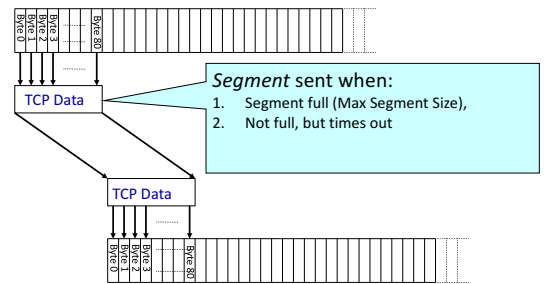 Byte 0
Byte 1
Byte 2
Byte 3
Byte 80
Segment sent when:
1. Segment full (Max Segment Size),
2. Not full, but times out
TCP Data
TCP Data
Byte 0
Byte 1
Byte 2
Byte 3
Byte 80